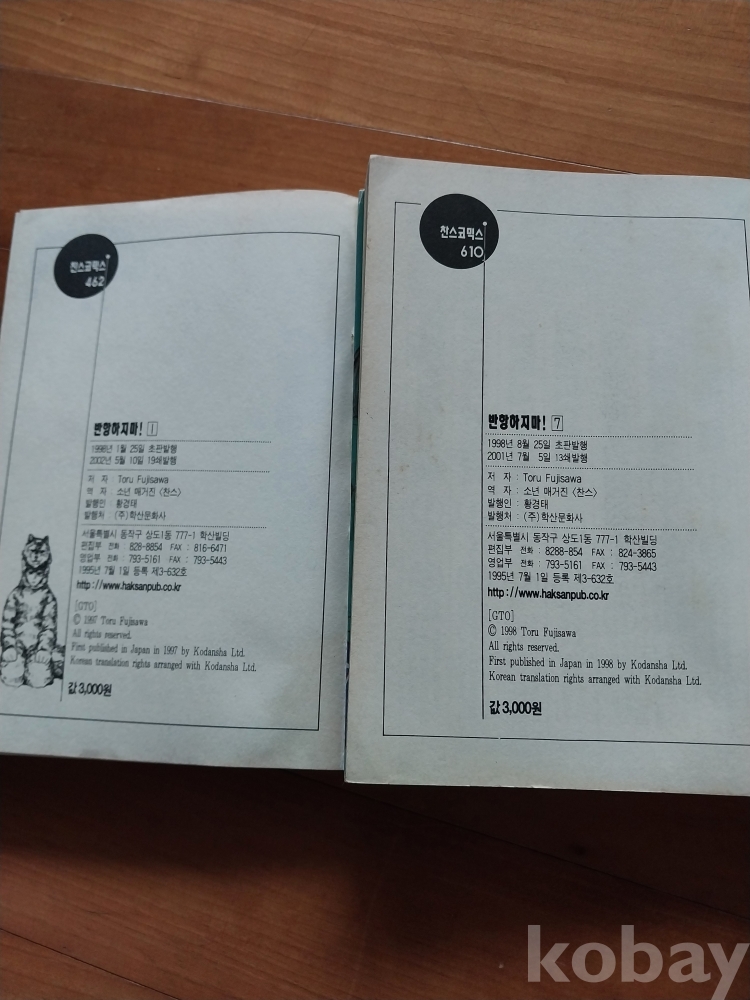 찬스코믹스
462
반항하지마! 1
1998년 1월 25일 초판발행
2002년 5월 10일 19쇄발행
저 자 : Toru Fujisawa
역 자 : 소년 매거진 〈찬스〉
발행인 : 황경태
발행처 : (주)학산문화사
서울특별시 동작구 상도1동 777-1 학산빌딩
편집부 전화 828-8854 FAX : 816-6471
영업부 전화 : 793-5161 FAX : 793-5443
1995년 7월 1일 등록 제3-632호
http://www.haksanpub.co.kr
[GTO]
© 1997 Toru Fujisawa
All rights reserved.
First published in Japan in 1997 by Kodansha Ltd.
Korean translation rights arranged with Kodansha Ltd.
값 3,000원
찬스코믹스
610
반항하지마! 7
1998년 8월 25일 초판발행
2001년 7월 5일 13쇄발행
저 자 : Toru Fujisawa
역 자 : 소년 매거진 〈찬스〉
발행인 : 황경태
발행처 : (주)학산문화사
서울특별시 동작구 상도1동 777-1 학산빌딩
편집부 전화 : 8288-854 FAX : 824-3865
영업부 전화 : 793-5161 FAX : 793-5443
1995년 7월 1일 등록 제3-632호
http://www.haksanpub.co.kr
[GTO]
© 1998 Toru Fujisawa
All rights reserved.
First published in Japan in 1998 by Kodansha Ltd.
Korean translation rights arranged with Kodansha Ltd.
값 3,000원
kobay